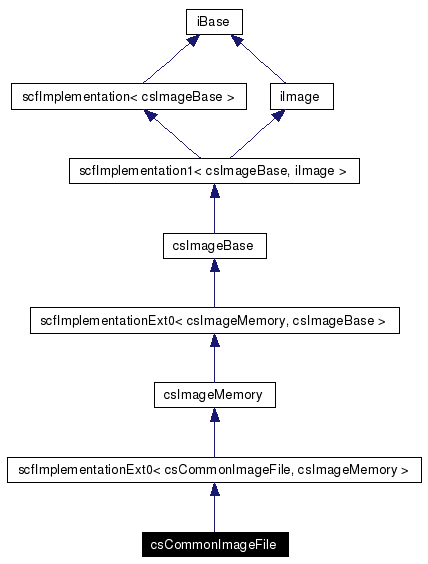 iBase
scfImplementation< csImageBase >
iImage
scfImplementation1< csImageBase, iImage >
csImageBase
scfImplementationExt0< csImageMemory, csImageBase >
csImageMemory
scfImplementationExt0< csCommonImageFile, csImageMemory >
csCommonImageFile